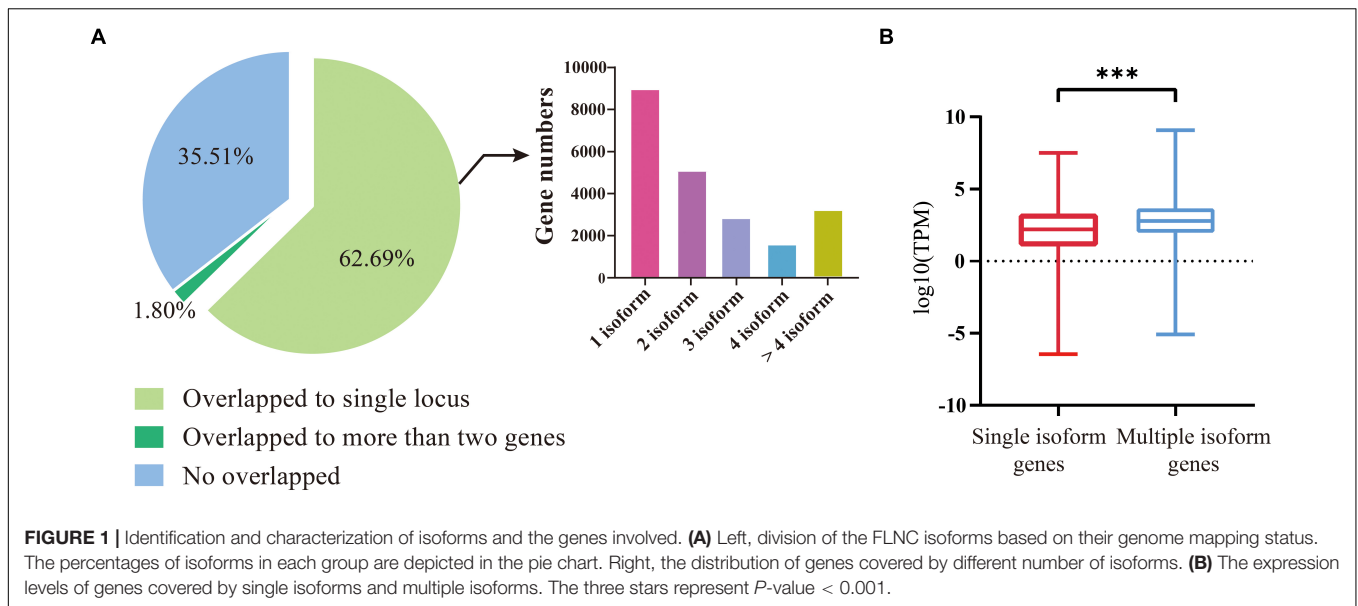 A
35.51%
62.69%
1.80%
Gene numbers
10000
8000
6000
4000
2000
0
1 isoform
2 isoform
3 isoform
4 isoform
> 4 isoform
Overlapped to single locus
Overlapped to more than two genes
No overlapped
B
***
log10(TPM)
10
5
0
-5
-10
Single isoform
genes
Multiple isoform
genes
FIGURE 1 | Identification and characterization of isoforms and the genes involved. (A) Left, division of the FLNC isoforms based on their genome mapping status.
The percentages of isoforms in each group are depicted in the pie chart. Right, the distribution of genes covered by different number of isoforms. (B) The expression
levels of genes covered by single isoforms and multiple isoforms. The three stars represent P-value < 0.001.